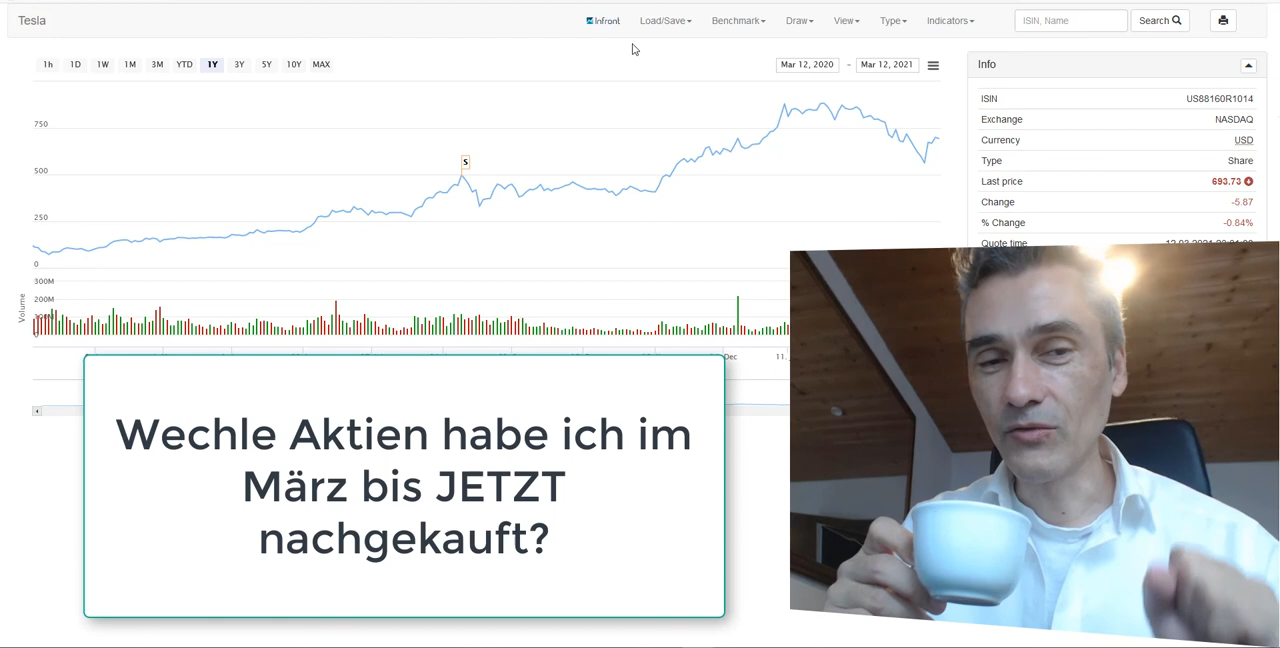 Tesla
infront Load/Save Benchmark Draw View Type Indicators ISIN, Name Search
1h 1D 1W 1M 3M YTD 1Y 3Y 5Y 10Y MAX Mar 12, 2020 - Mar 12, 2021
Info
ISIN US88160R1014
Exchange NASDAQ
Currency USD
Type Share
Last price 693.73
Change -5.87
% Change -0.84%
Quote time
750
S
500
250
0
300M
200M
Volume
Dec 11.
Wechle Aktien habe ich im
März bis JETZT
nachgekauft?